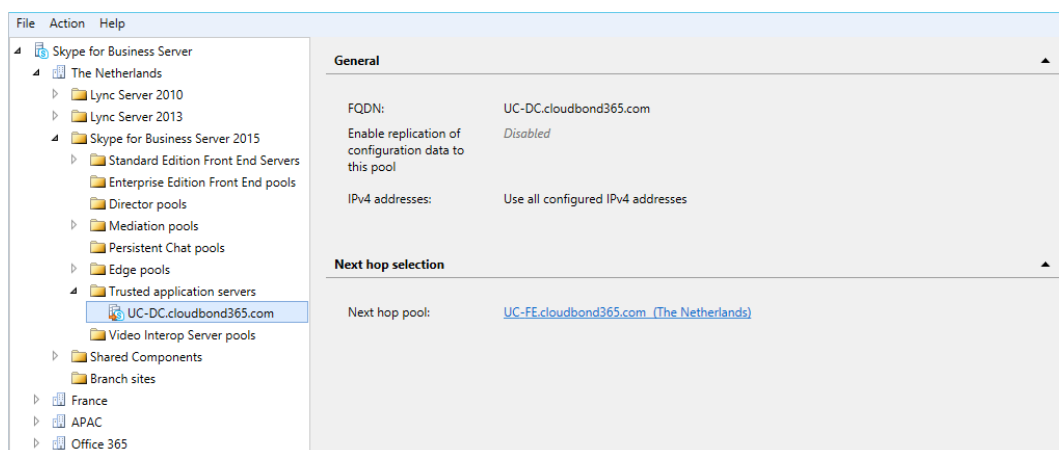 File Action Help
Skype for Business Server
The Netherlands
Lync Server 2010
Lync Server 2013
Skype for Business Server 2015
Standard Edition Front End Servers
Enterprise Edition Front End pools
Director pools
Mediation pools
Persistent Chat pools
Edge pools
Trusted application servers
UC-DC.cloudbond365.com
Video Interop Server pools
Shared Components
Branch sites
France
APAC
Office 365
General
FQDN: UC-DC.cloudbond365.com
Enable replication of Disabled
configuration data to
this pool
IPv4 addresses: Use all configured IPv4 addresses
Next hop selection
Next hop pool: UC-FE.cloudbond365.com (The Netherlands)